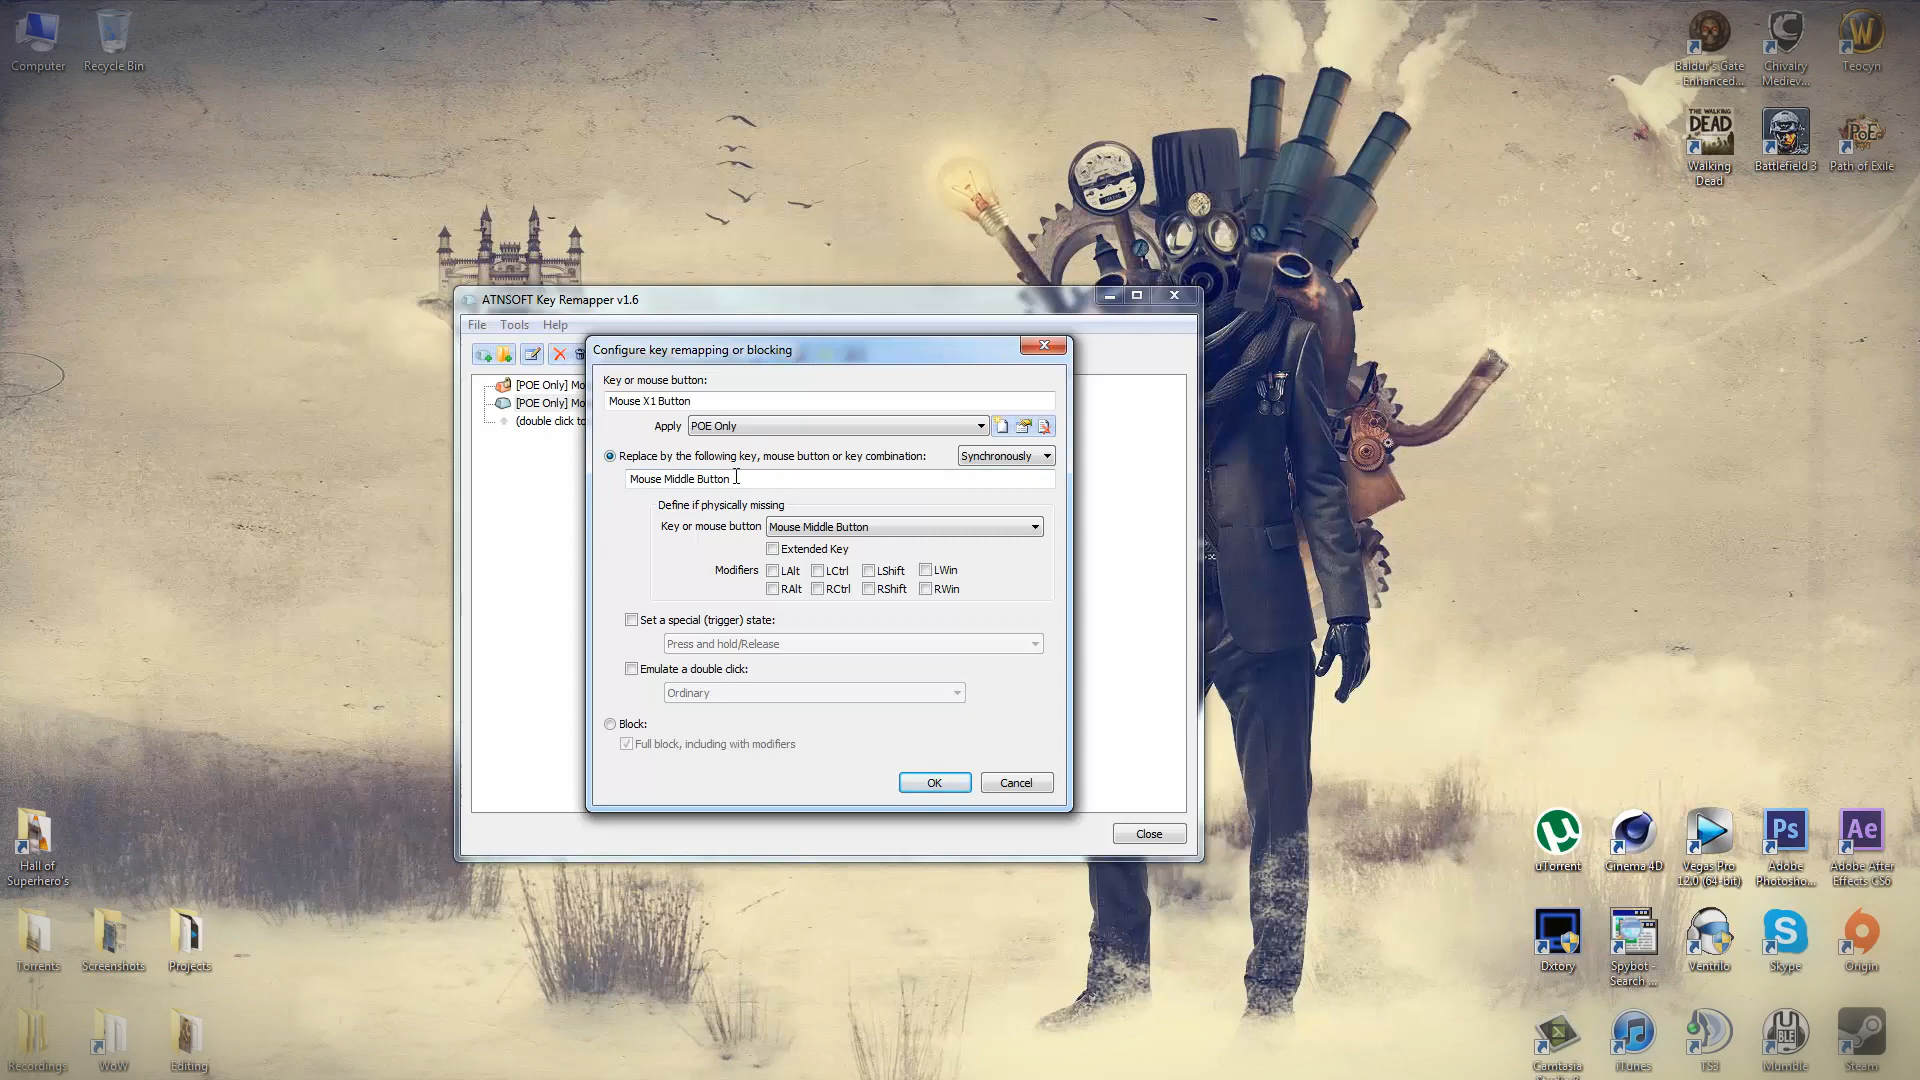 Computer
Recycle Bin
Baldur's Gate
- Enhanced...
Chivalry
Mediev...
Teocyn
THE WALKING
DEAD
Walking
Dead
Battlefield 3
POE
Path of Exile
ATNSOFT Key Remapper v1.6
File Tools Help
Configure key remapping or blocking
[POE Only] Mo
[POE Only] Mo
(double click to
Key or mouse button:
Mouse X1 Button
Apply POE Only
Replace by the following key, mouse button or key combination: Synchronously
Mouse Middle Button
Define if physically missing
Key or mouse button Mouse Middle Button
Extended Key
Modifiers LAlt LCtrl LShift LWin
RAlt RCtrl RShift RWin
Set a special (trigger) state:
Press and hold/Release
Emulate a double click:
Ordinary
Block:
Full block, including with modifiers
OK Cancel
Close
Hall of
Superhero's
uTorrent
Cinema 4D
Vegas Pro
12.0 (64-bit)
Ps
Adobe
Photosho...
Ae
Adobe After
Effects CS6
Torrents
Screenshots
Projects
Dxtory
Spybot -
Search ...
Ventrilo
Skype
Origin
Recordings
WoW
Editing
Camtasia
iTunes
TS3
Mumble
Steam